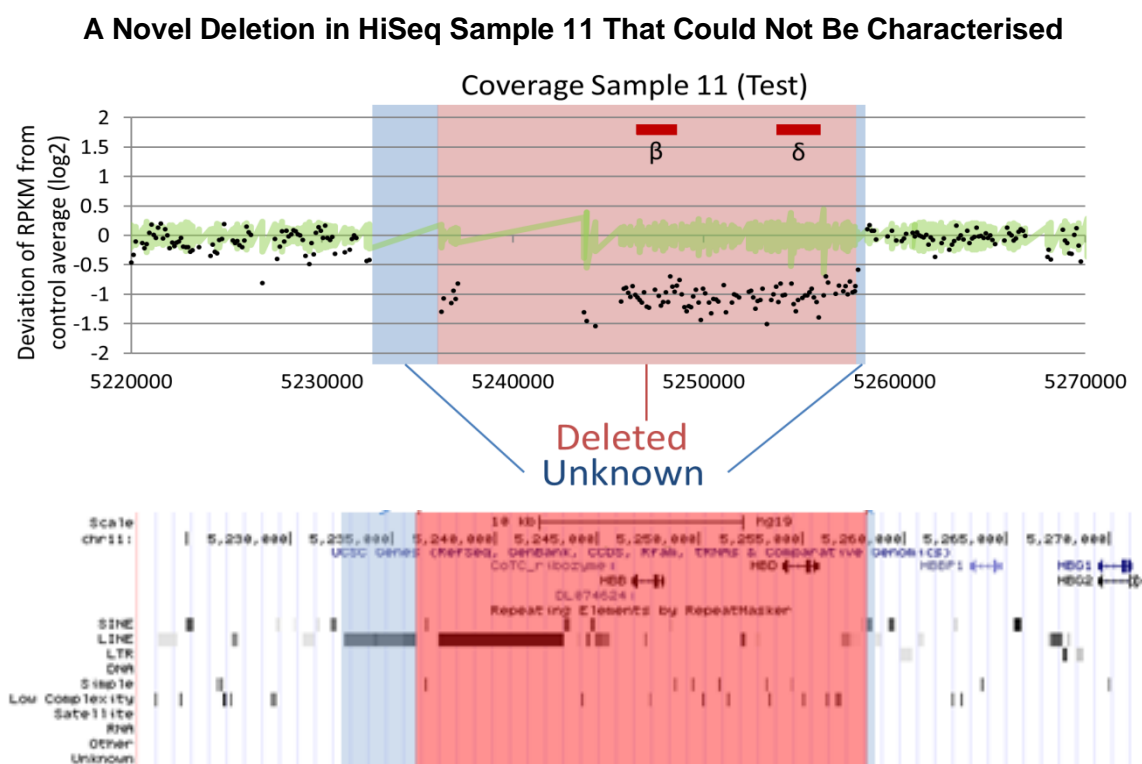 A Novel Deletion in HiSeq Sample 11 That Could Not Be Characterised
Coverage Sample 11 (Test)
Deviation of RPKM from
control average (log2)
2
1.5
1
0.5
0
-0.5
-1
-1.5
-2
β
δ
5220000
5230000
5240000
5250000
5260000
5270000
Deleted
Unknown
Scale
10 kb
hg19
chr11:
5,230,000
5,235,000
5,240,000
5,245,000
5,250,000
5,255,000
5,260,000
5,265,000
5,270,000
UCSC Genes (RefSeq, GenBank, CCDS, Rfam, tRNAs & Comparative Genomics)
CoTC_ribozyme
HBD
HBBP1
HBG1
HBB
HBG2
DL074624
Repeating Elements by RepeatMasker
SINE
LINE
LTR
DNA
Simple
Low Complexity
Satellite
RNA
Other
Unknown